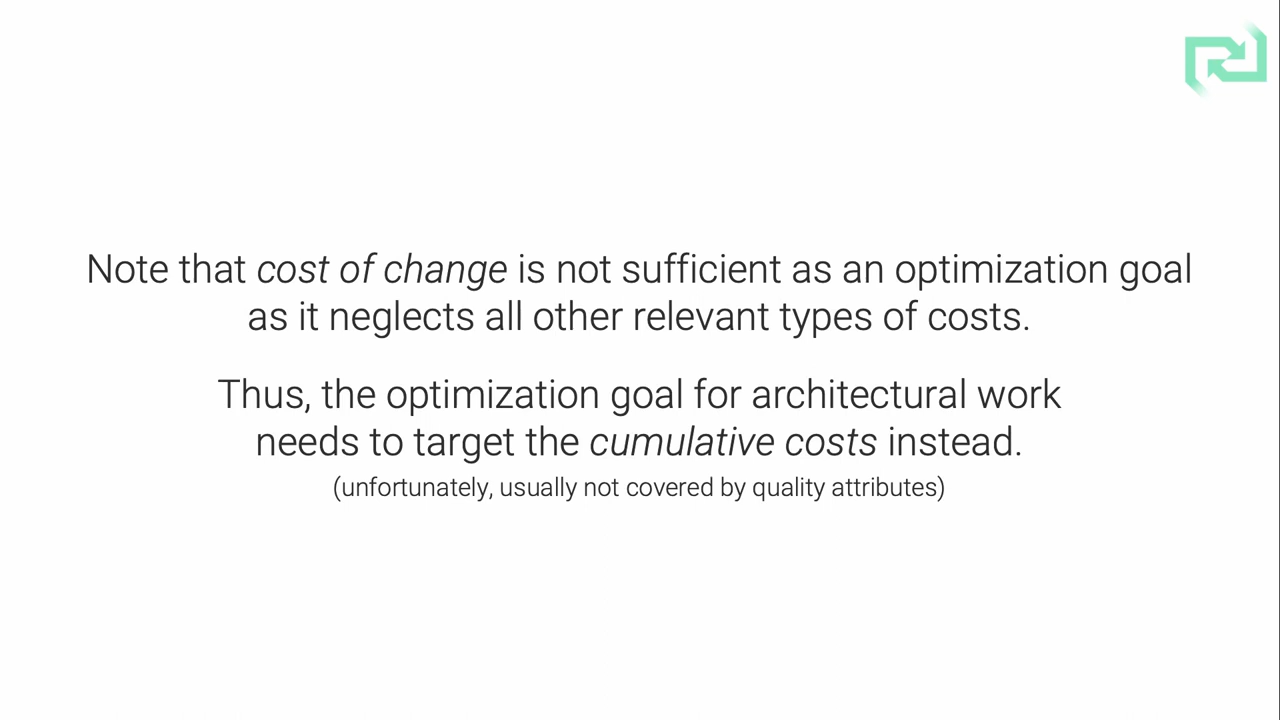 Note that cost of change is not sufficient as an optimization goal
as it neglects all other relevant types of costs.
Thus, the optimization goal for architectural work
needs to target the cumulative costs instead.
(unfortunately, usually not covered by quality attributes)